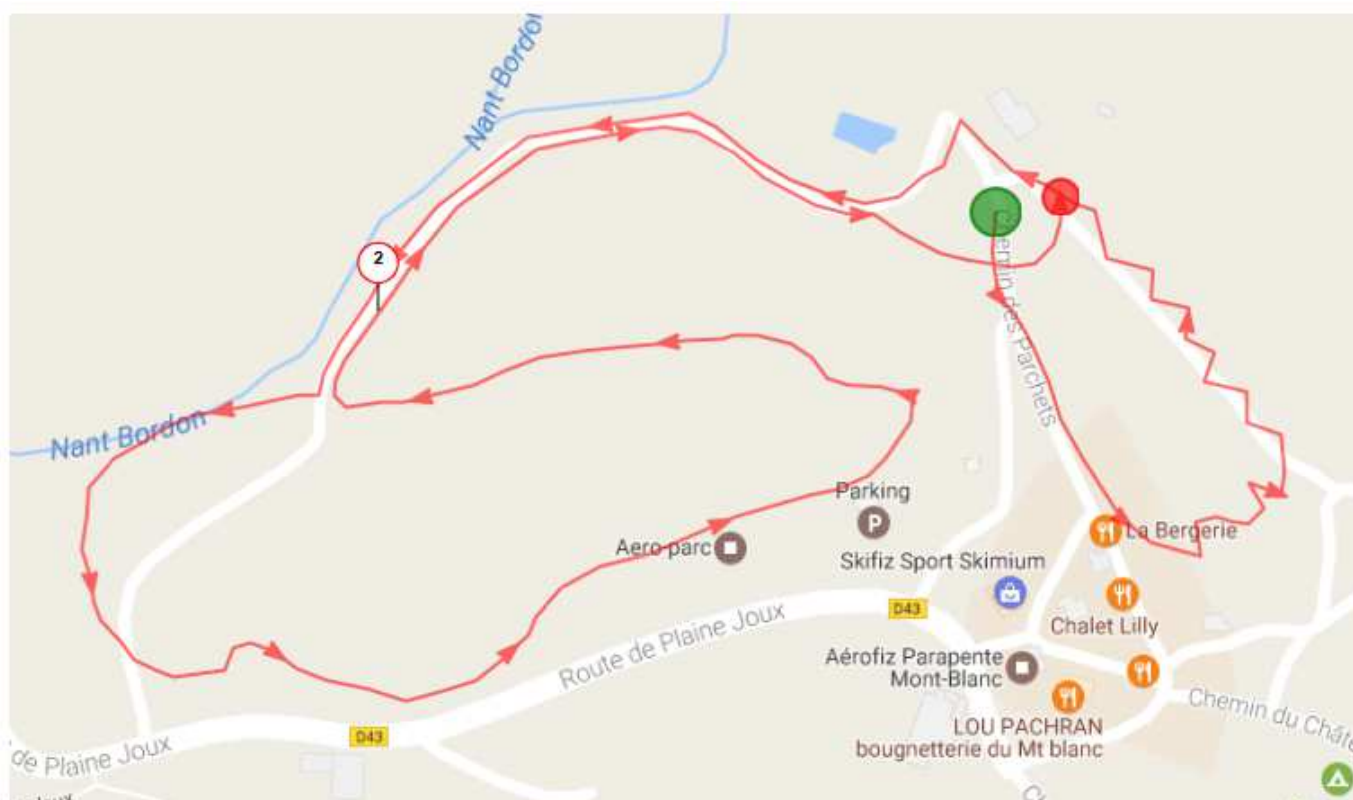 Nant Bordon
2
Chemin des Parchets
Nant Bordon
Parking
P
La Bergerie
Aero-parc
Skifiz Sport Skimium
D43
Chalet Lilly
Route de Plaine Joux
Aérofiz Parapente
Mont-Blanc
LOU PACHRAN
bougnetterie du Mt blanc
Chemin du Châte
D43
de Plaine Joux